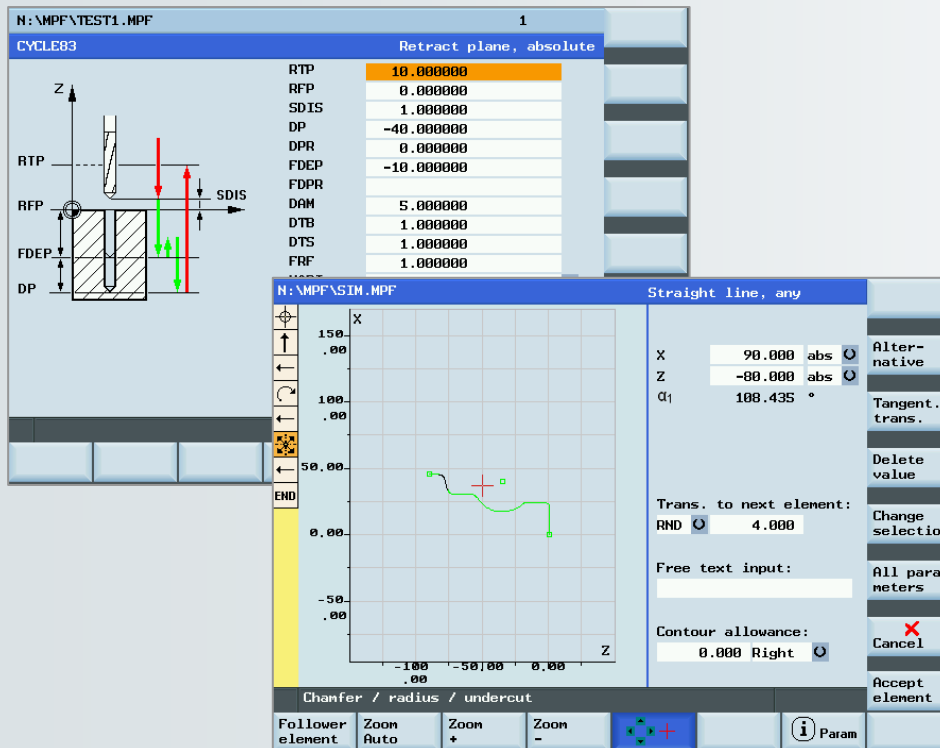 N:\MPF\TEST1.MPF 1
CYCLE83 Retract plane, absolute
Z
RTP
RFP
FDEP
DP
SDIS
RTP 10.000000
RFP 0.000000
SDIS 1.000000
DP -40.000000
DPR 0.000000
FDEP -10.000000
FDPR
DAM 5.000000
DTB 1.000000
DTS 1.000000
FRF 1.000000
N:\MPF\SIM.MPF Straight line, any
END
X
150
.00
100
.00
50.00
0.00
-50
.00
-100
.00
-50.00
0.00
Z
X 90.000 abs
Z -80.000 abs
α1 108.435 °
Trans. to next element:
RND 4.000
Free text input:
Contour allowance:
0.000 Right
Alter-
native
Tangent.
trans.
Delete
value
Change
selectio
All para
meters
Cancel
Accept
element
Chamfer / radius / undercut
Follower
element
Zoom
Auto
Zoom
+
Zoom
-
i Param